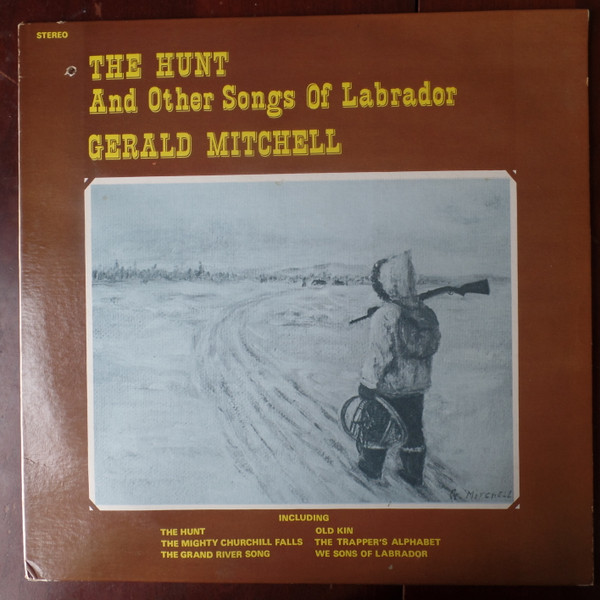 STEREO
THE HUNT
And Other Songs Of Labrador
GERALD MITCHELL
G. MITCHELL
INCLUDING
THE HUNT
THE MIGHTY CHURCHILL FALLS
THE GRAND RIVER SONG
OLD KIN
THE TRAPPER'S ALPHABET
WE SONS OF LABRADOR